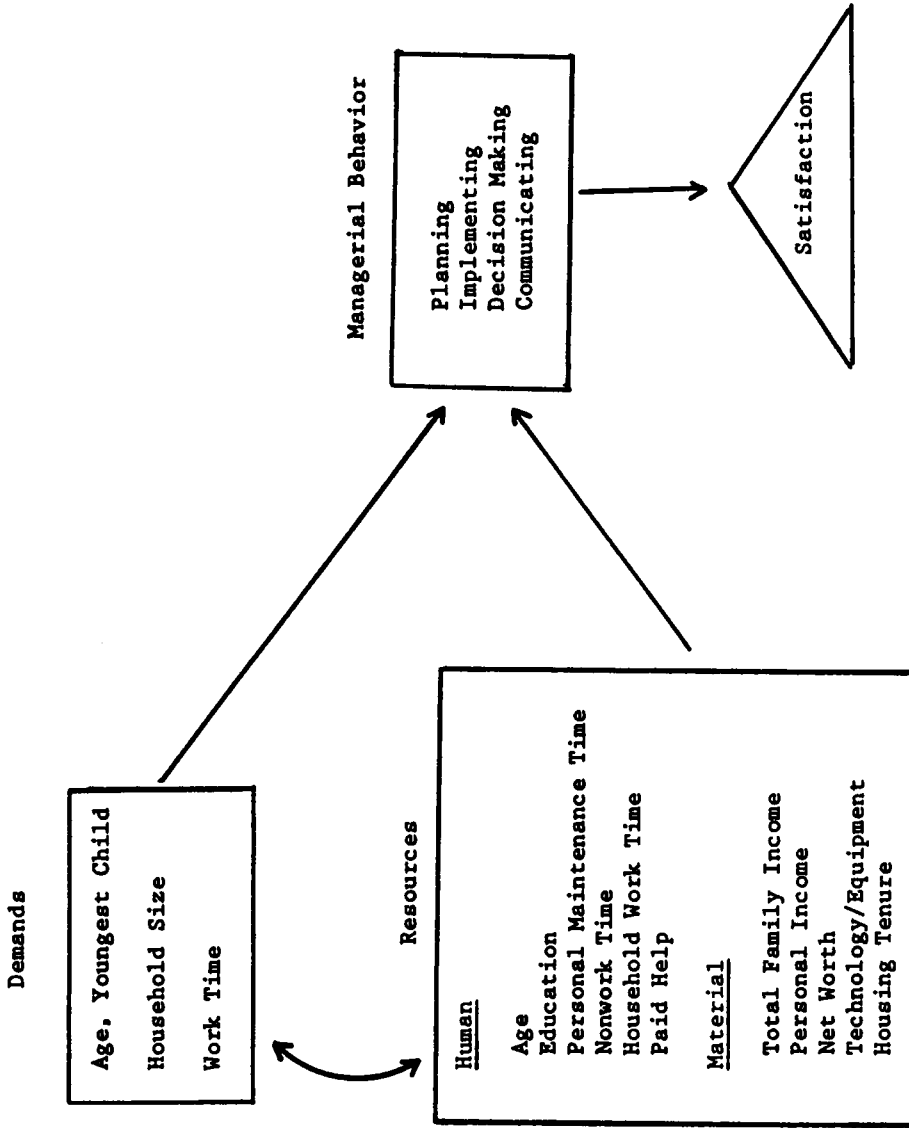 Demands
Age, Youngest Child
Household Size
Work Time
Resources
Human
Age
Education
Personal Maintenance Time
Nonwork Time
Household Work Time
Paid Help
Material
Total Family Income
Personal Income
Net Worth
Technology/Equipment
Housing Tenure
Managerial Behavior
Planning
Implementing
Decision Making
Communicating
Satisfaction